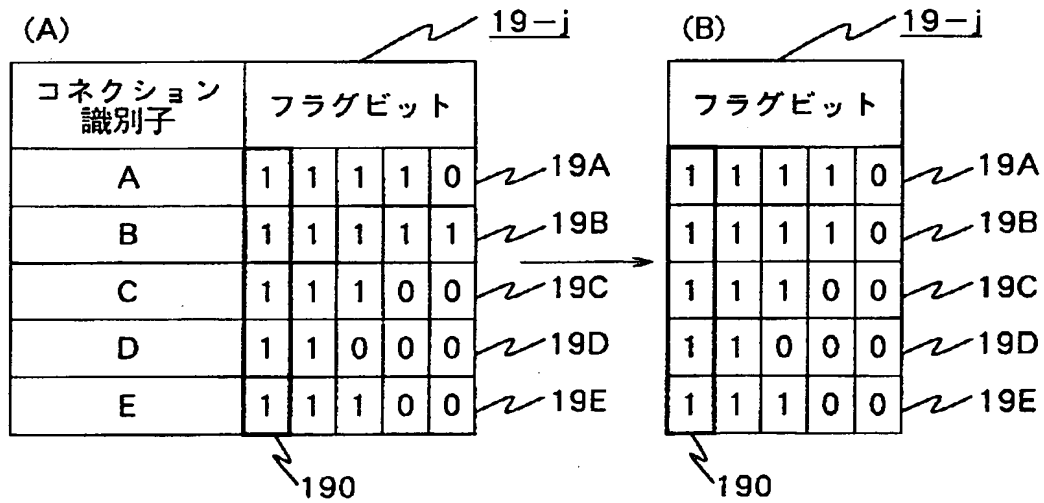 (A)
19-j
コネクション
識別子
フラグビット
A 1 1 1 1 0 19A
B 1 1 1 1 1 19B
C 1 1 1 0 0 19C
D 1 1 0 0 0 19D
E 1 1 1 0 0 19E
190
(B)
19-j
フラグビット
1 1 1 1 0 19A
1 1 1 1 0 19B
1 1 1 0 0 19C
1 1 0 0 0 19D
1 1 1 0 0 19E
190